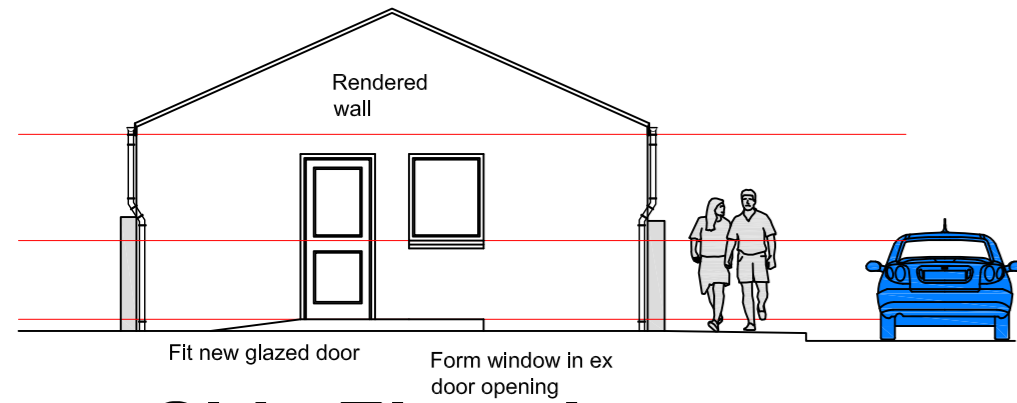 Rendered
wall
Fit new glazed door
Form window in ex
door opening